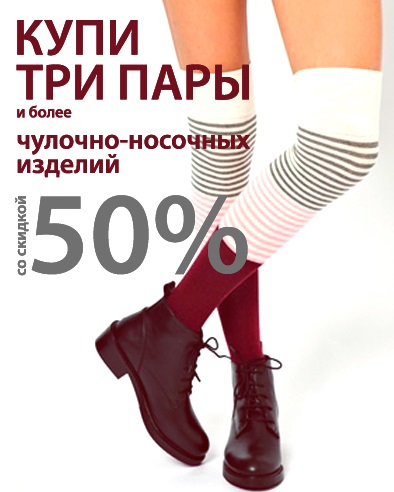 КУПИ
ТРИ ПАРЫ
и более
чулочно-носочных
изделий
со скидкой
50%